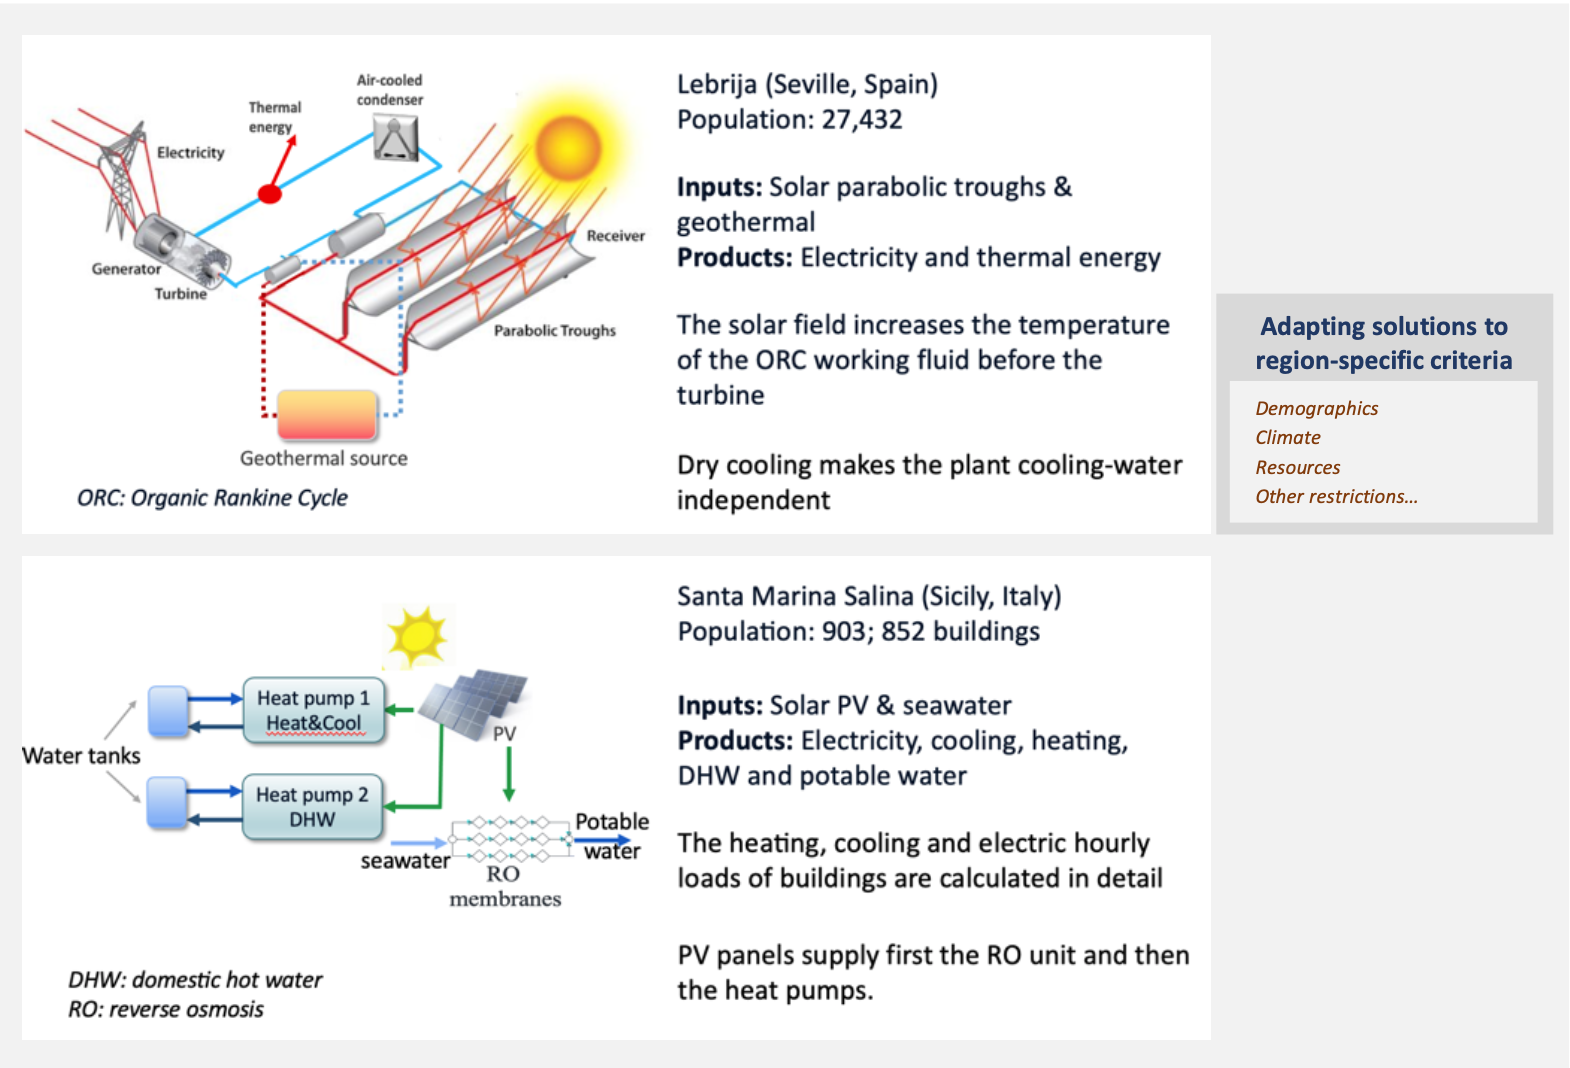 Air-cooled
condenser
Thermal
energy
Electricity
Receiver
Generator
Turbine
Parabolic Troughs
Geothermal source
ORC: Organic Rankine Cycle
Lebrija (Seville, Spain)
Population: 27,432
Inputs: Solar parabolic troughs &
geothermal
Products: Electricity and thermal energy
The solar field increases the temperature
of the ORC working fluid before the
turbine
Dry cooling makes the plant cooling-water
independent
Adapting solutions to
region-specific criteria
Demographics
Climate
Resources
Other restrictions...
Heat pump 1
Heat&Cool
PV
Water tanks
Heat pump 2
DHW
seawater
Potable
water
RO
membranes
DHW: domestic hot water
RO: reverse osmosis
Santa Marina Salina (Sicily, Italy)
Population: 903; 852 buildings
Inputs: Solar PV & seawater
Products: Electricity, cooling, heating,
DHW and potable water
The heating, cooling and electric hourly
loads of buildings are calculated in detail
PV panels supply first the RO unit and then
the heat pumps.